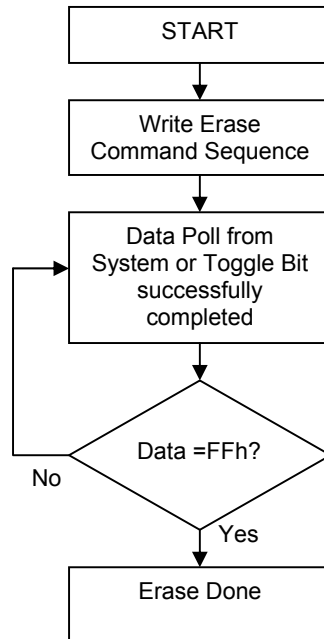 START
Write Erase
Command Sequence
Data Poll from
System or Toggle Bit
successfully
completed
Data =FFh?
No
Yes
Erase Done